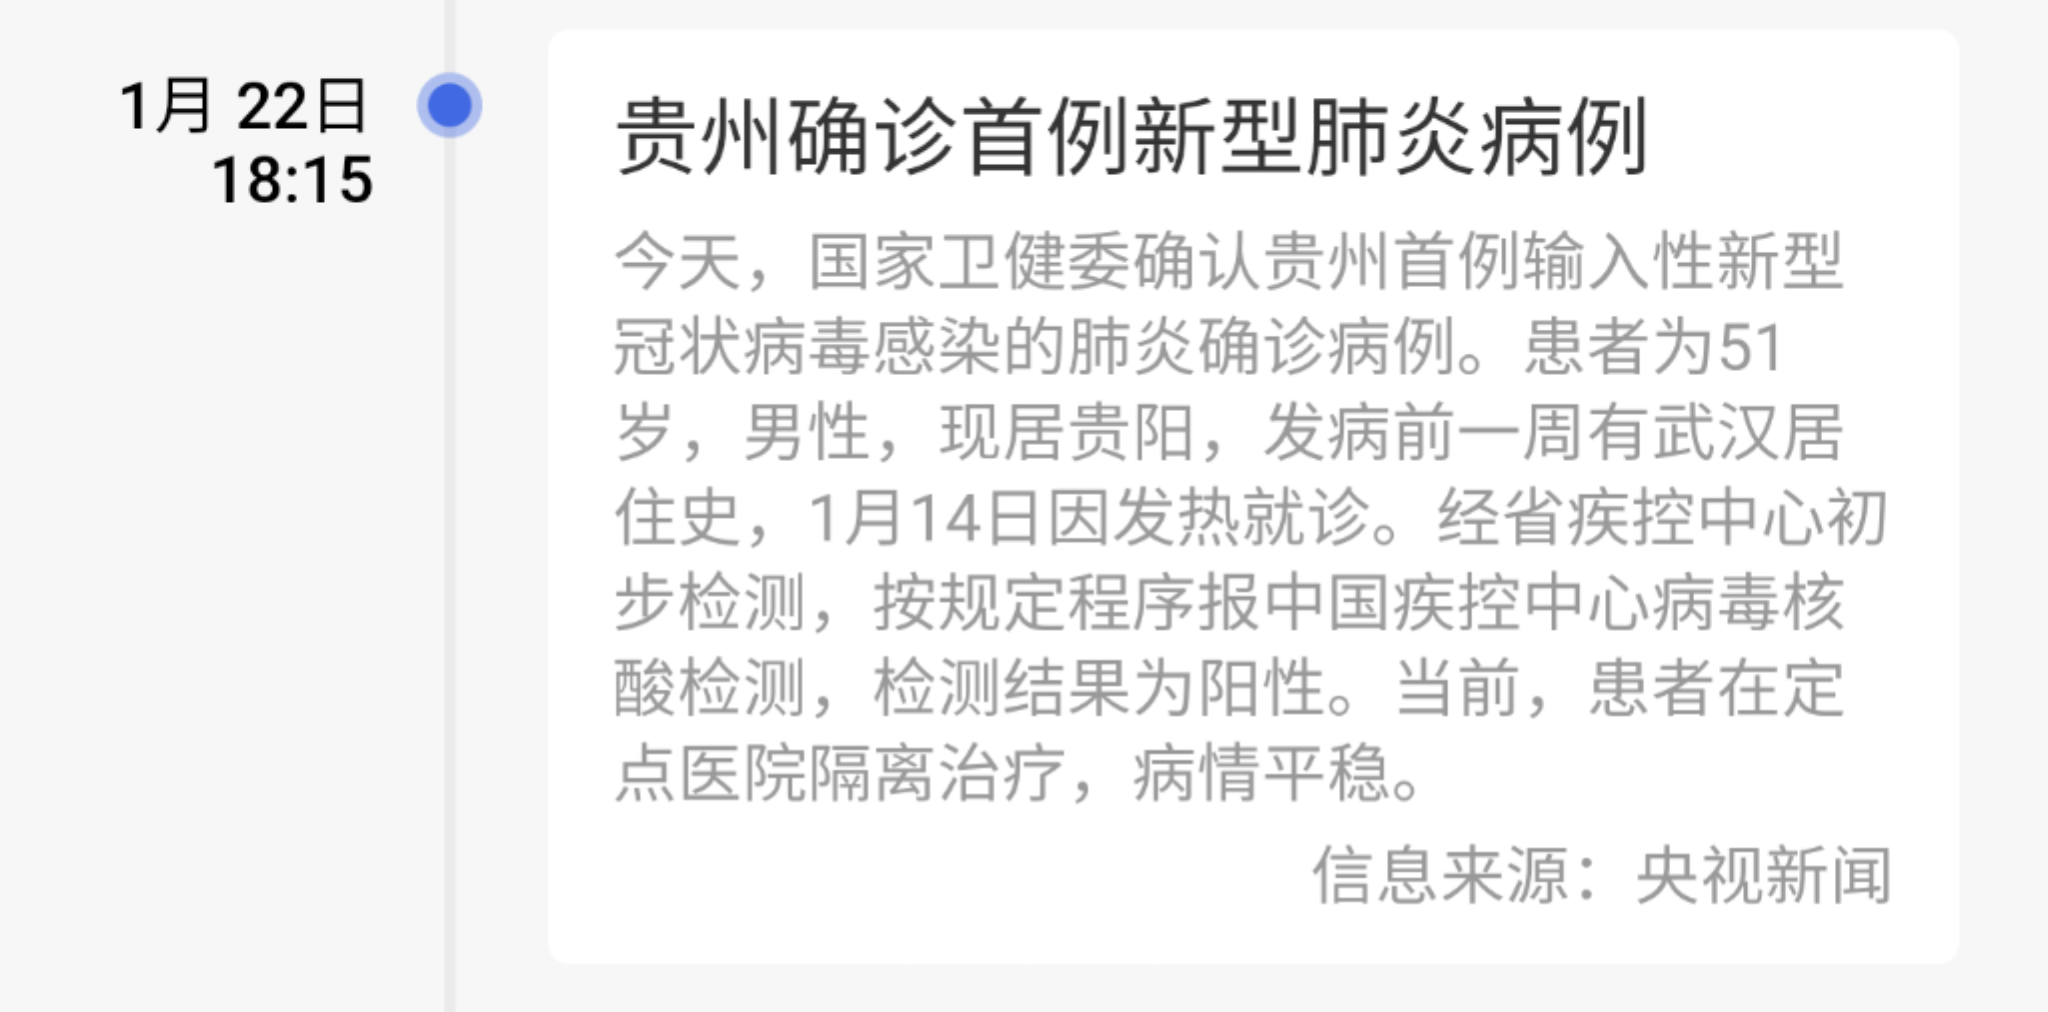 1月 22日
18:15
贵州确诊首例新型肺炎病例
今天，国家卫健委确认贵州首例输入性新型
冠状病毒感染的肺炎确诊病例。患者为51
岁，男性，现居贵阳，发病前一周有武汉居
住史，1月14日因发热就诊。经省疾控中心初
步检测，按规定程序报中国疾控中心病毒核
酸检测，检测结果为阳性。当前，患者在定
点医院隔离治疗，病情平稳。
信息来源：央视新闻